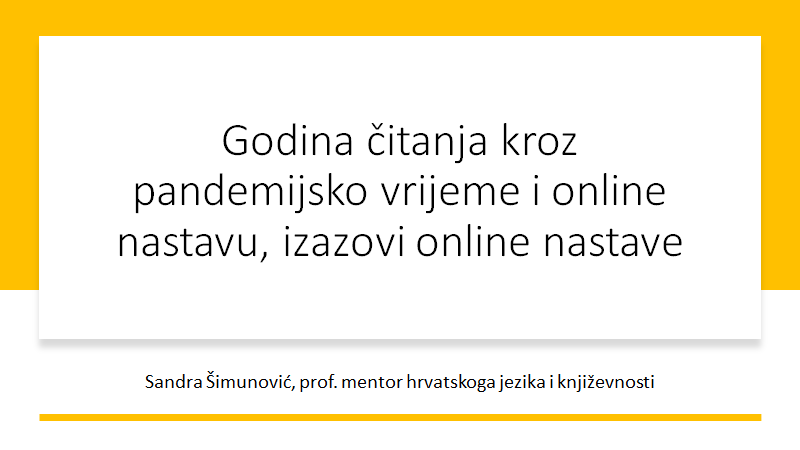 Godina čitanja kroz
pandemijsko vrijeme i online
nastavu, izazovi online nastave
Sandra Šimunović, prof. mentor hrvatskoga jezika i književnosti